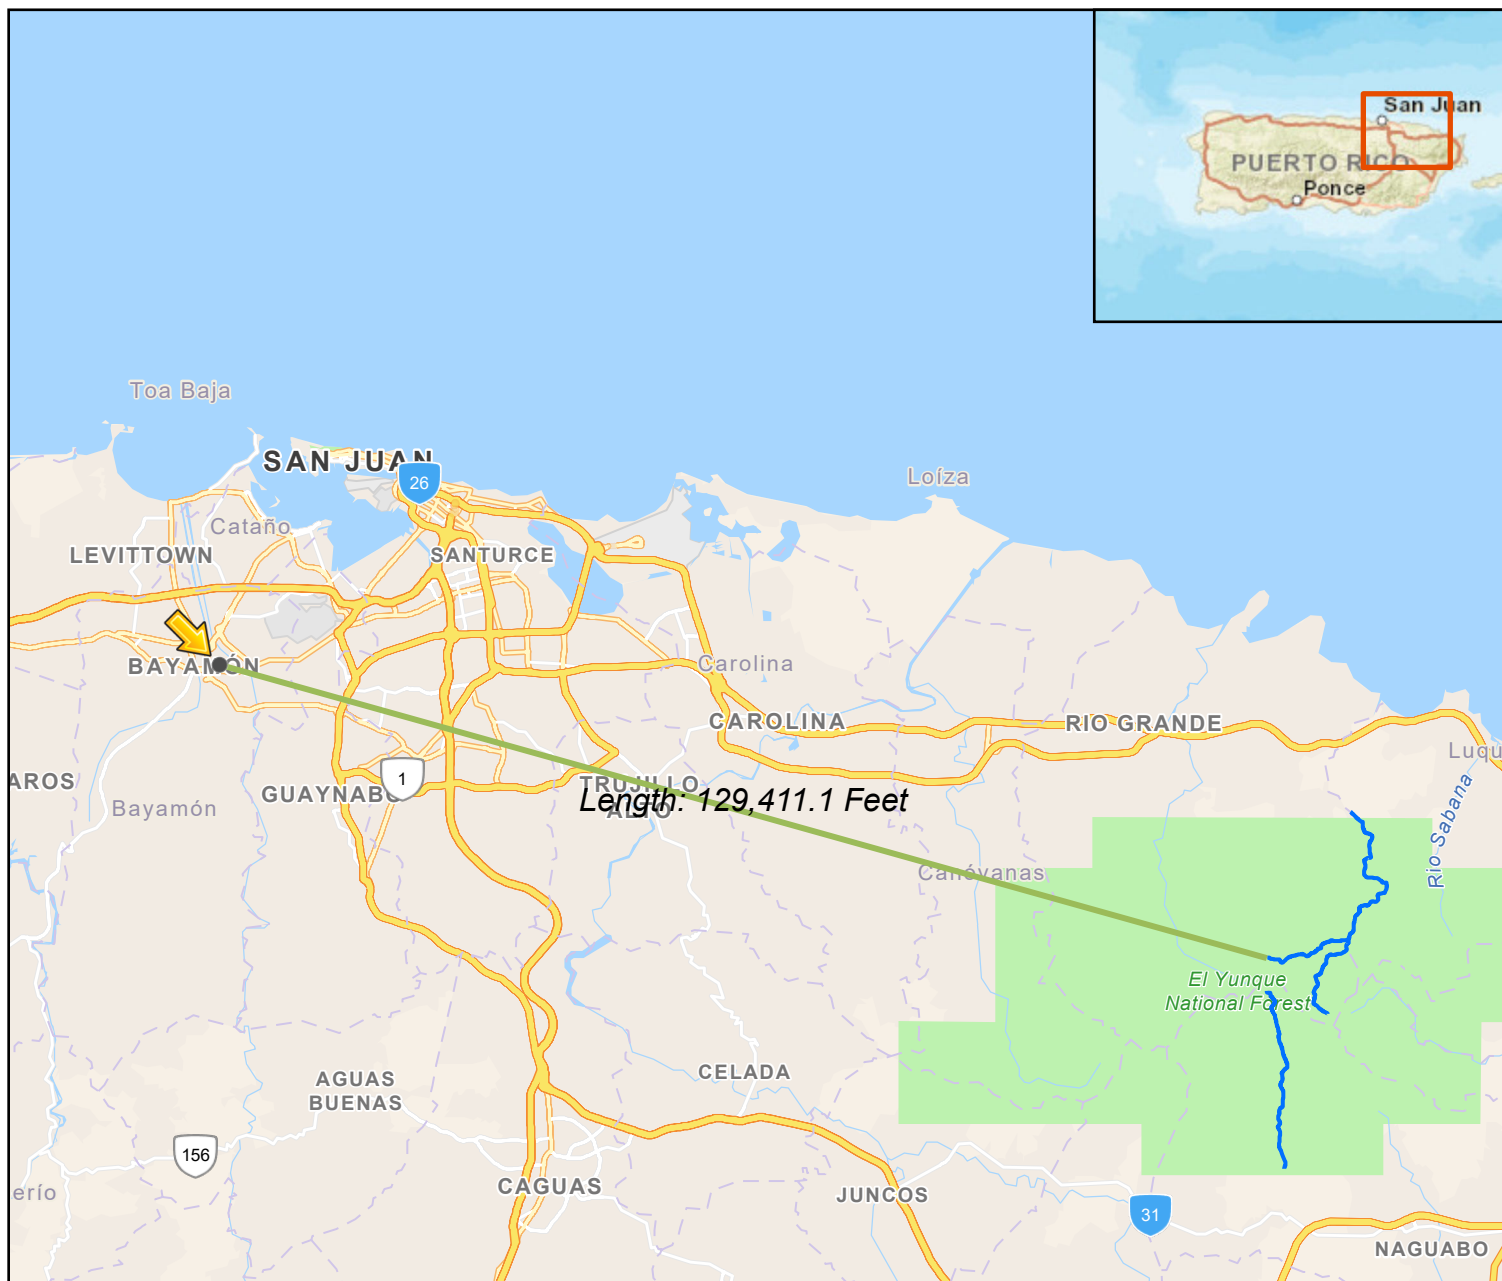 San Juan
PUERTO RICO
Ponce
Toa Baja
SAN JUAN
26
Loíza
Cataño
LEVITTOWN
SANTURCE
BAYAMÓN
Carolina
CAROLINA
RIO GRANDE
Luqu
AROS
1
Bayamón
GUAYNABO
TRUJILLO
ALTO
Length: 129,411.1 Feet
Rio Sabana
Canóvanas
El Yunque
National Forest
CELADA
AGUAS
BUENAS
156
erío
CAGUAS
JUNCOS
31
NAGUABO